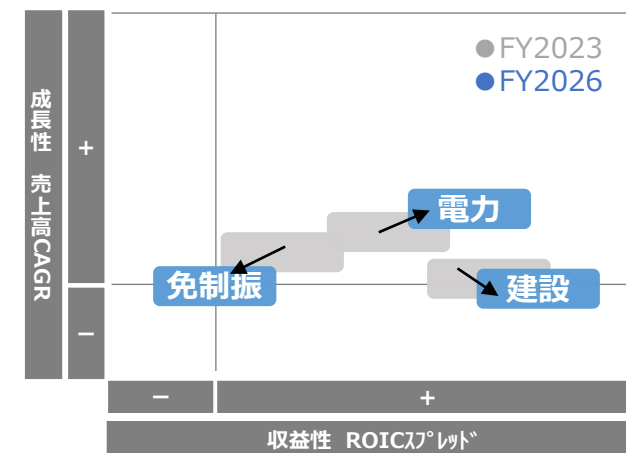 ●FY2023
●FY2026
成長性 売上高CAGR
+
電力
免制振
建設
−
− +
収益性 ROICｽﾌﾟﾚｯﾄﾞ